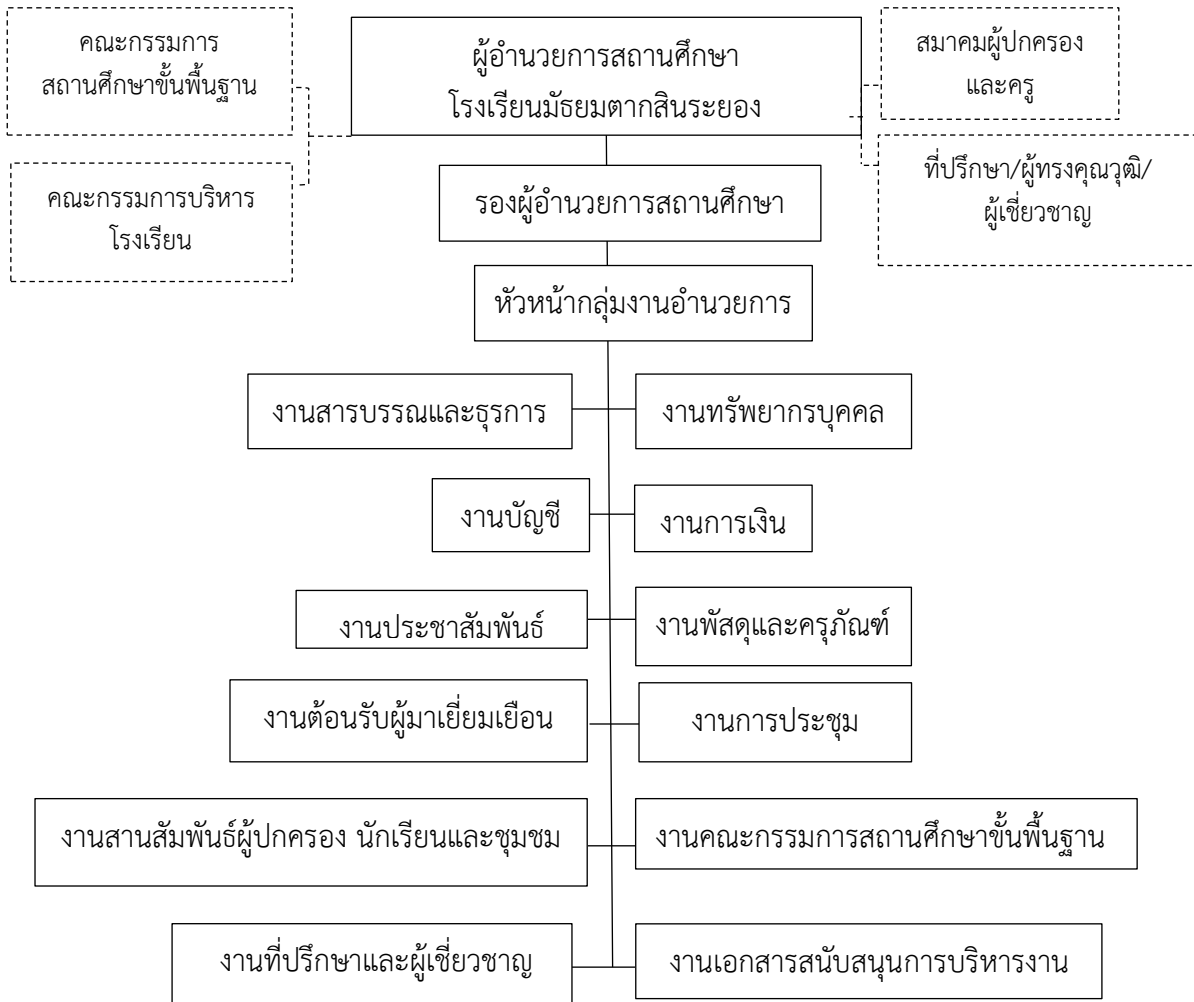 คณะกรรมการ
สถานศึกษาขั้นพื้นฐาน
ผู้อำนวยการสถานศึกษา
โรงเรียนมัธยมตากสินระยอง
สมาคมผู้ปกครอง
และครู
คณะกรรมการบริหาร
โรงเรียน
รองผู้อำนวยการสถานศึกษา
ที่ปรึกษา/ผู้ทรงคุณวุฒิ/
ผู้เชี่ยวชาญ
หัวหน้ากลุ่มงานอำนวยการ
งานสารบรรณและธุรการ
งานทรัพยากรบุคคล
งานบัญชี
งานการเงิน
งานประชาสัมพันธ์
งานพัสดุและครุภัณฑ์
งานต้อนรับผู้มาเยี่ยมเยือน
งานการประชุม
งานสานสัมพันธ์ผู้ปกครอง นักเรียนและชุมชม
งานคณะกรรมการสถานศึกษาขั้นพื้นฐาน
งานที่ปรึกษาและผู้เชี่ยวชาญ
งานเอกสารสนับสนุนการบริหารงาน